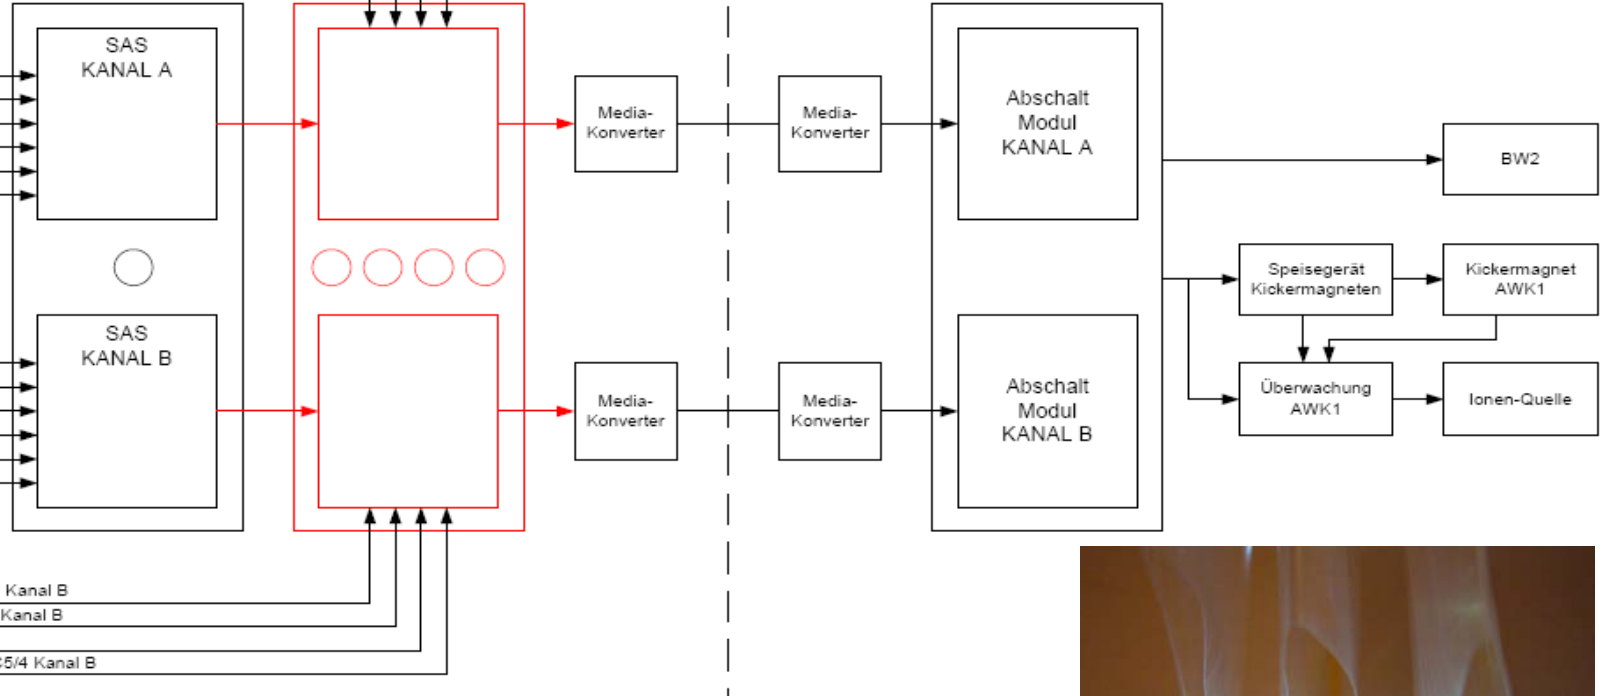 SAS
KANAL A
Media-
Konverter
Media-
Konverter
Abschalt
Modul
KANAL A
BW2
Speisegerät
Kickermagneten
Kickermagnet
AWK1
SAS
KANAL B
Media-
Konverter
Media-
Konverter
Abschalt
Modul
KANAL B
Überwachung
AWK1
Ionen-Quelle
Kanal B
Kanal B
5/4 Kanal B